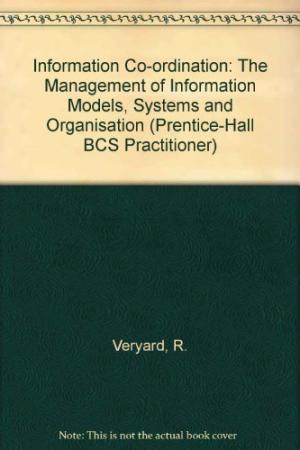 Information Co-ordination: The
Management of Information
Models, Systems and
Organisation (Prentice-Hall
BCS Practitioner)
Veryard, R.
Note: This is not the actual book cover